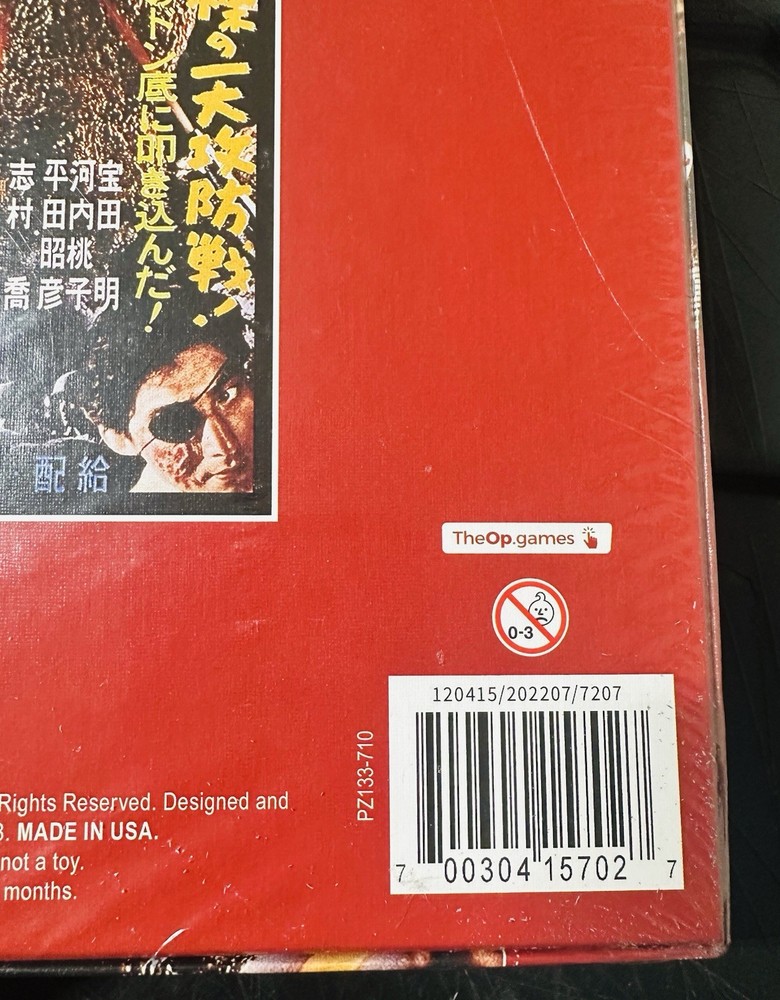 裸の一大攻防戦!
ドン底に叩き込んだ!
宝田 明
河内桃子
平田昭彦
志村 喬
配給
TheOp.games
0-3
120415/202207/7207
PZ133-710
7 00304 15702 7
Rights Reserved. Designed and
3. MADE IN USA.
not a toy.
months.